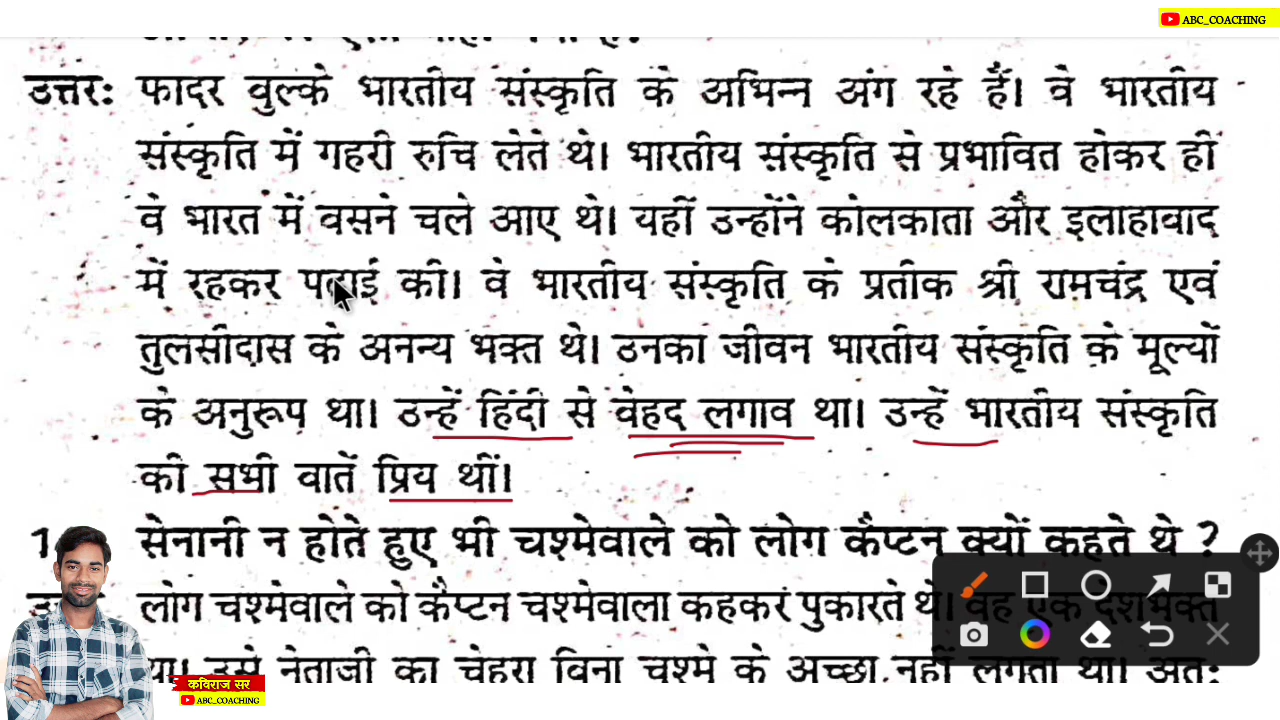 ABC_COACHING
उत्तर: फादर वुल्के भारतीय संस्कृति के अभिन्न अंग रहे हैं। वे भारतीय
संस्कृति में गहरी रुचि लेते थे। भारतीय संस्कृति से प्रभावित होकर ही
वे भारत में वसने चले आए थे। यहीं उन्होंने कोलकाता और इलाहावाद
में रहकर पढ़ाई की। वे भारतीय संस्कृति के प्रतीक श्री रामचंद्र एवं
तुलसीदास के अनन्य भक्त थे। उनका जीवन भारतीय संस्कृति के मूल्यों
के अनुरूप था। उन्हें हिंदी से वेहद लगाव था। उन्हें भारतीय संस्कृति
की सभी वातें प्रिय थीं।
सेनानी न होते हुए भी चश्मेवाले को लोग कैप्टन क्यों कहते थे ?
लोग चश्मेवाले को कैप्टन चश्मेवाला कहकर पुकारते थे। वह एक देशभक्त
था। उसे नेताजी का चेहरा विना चश्मे के अच्छा नहीं लगता था। अत:
कविराज सर
ABC_COACHING